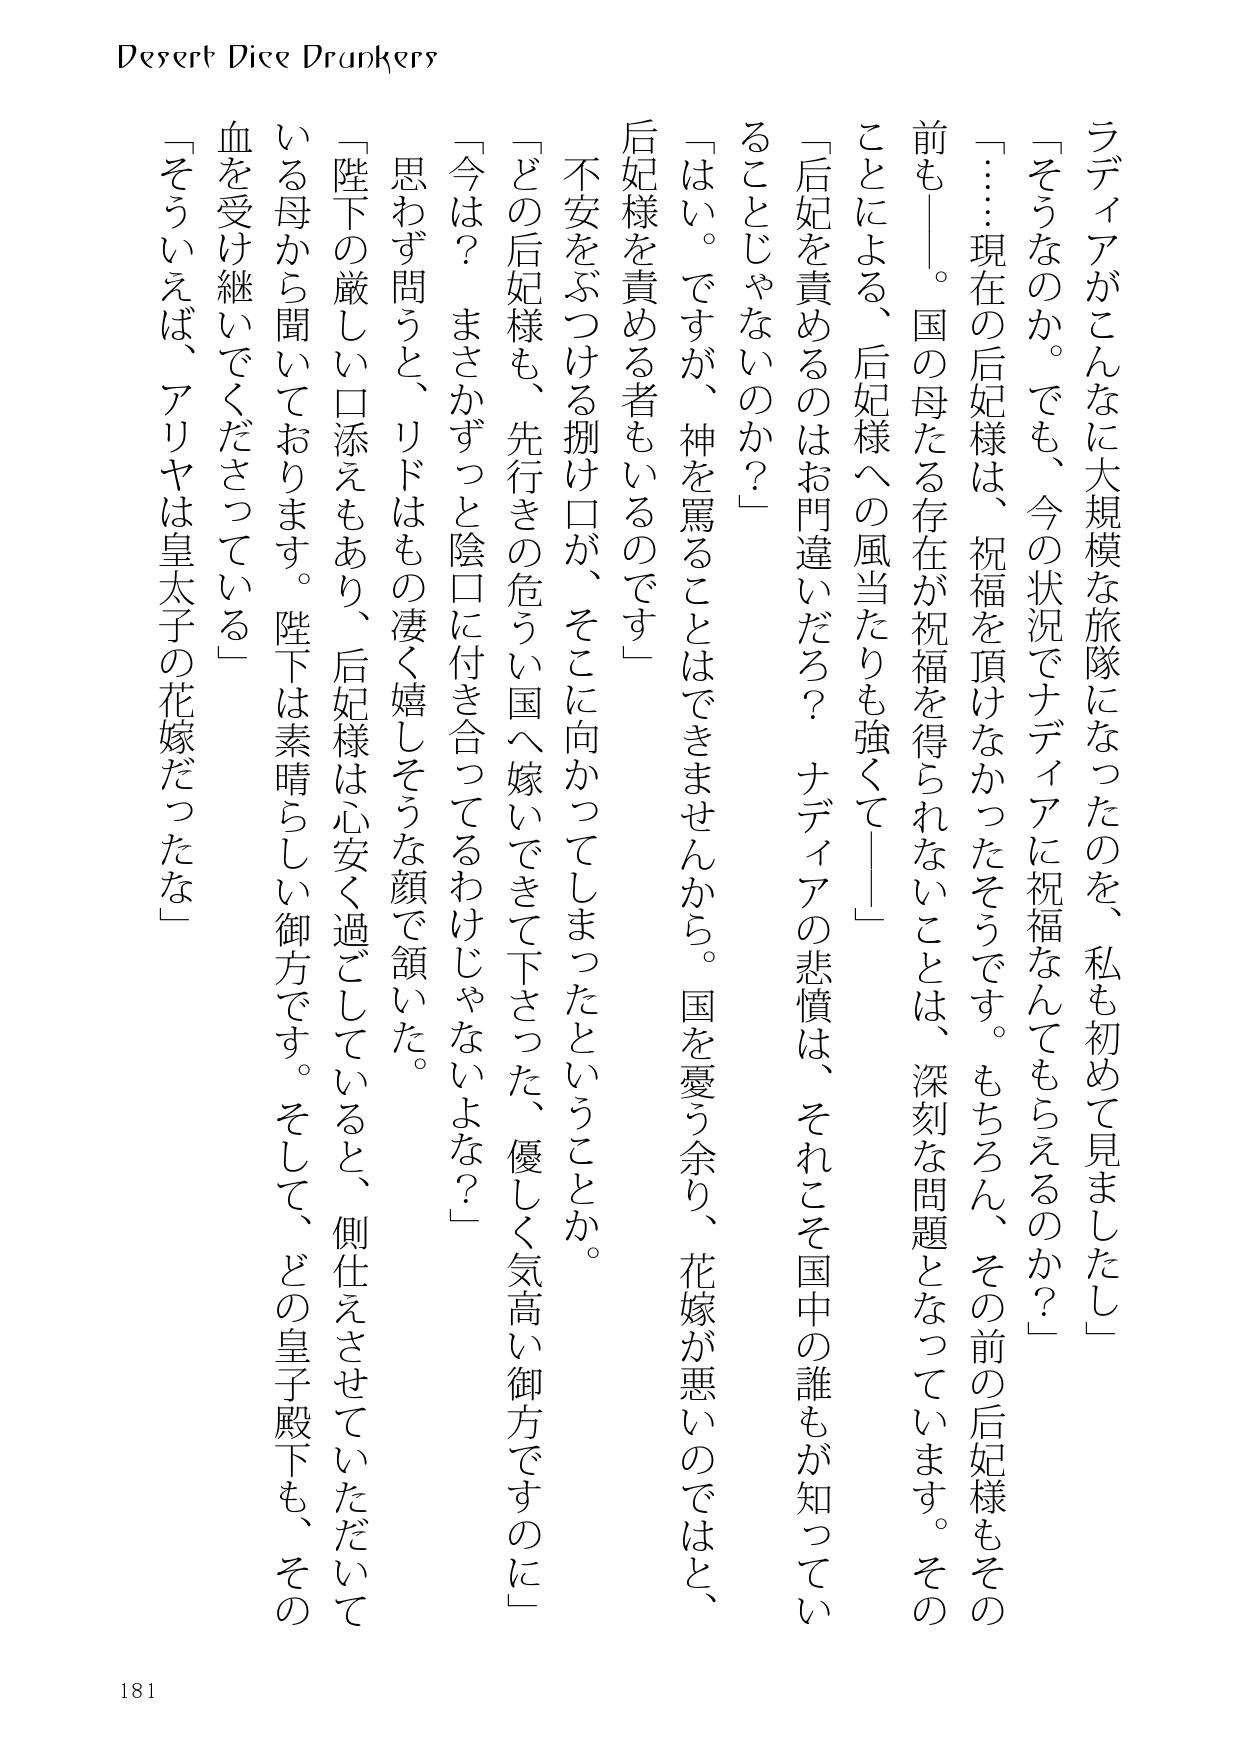 Desert Dice Drunkers
ラディアがこんなに大規模な旅隊になったのを、私も初めて見ましたし」
「そうなのか。でも、今の状況でナディアに祝福なんてもらえるのか？」
「……現在の后妃様は、祝福を頂けなかったそうです。もちろん、その前の后妃様もその
前も――。国の母たる存在が祝福を得られないことは、深刻な問題となっています。その
ことによる、后妃様への風当たりも強くて――」
「后妃を責めるのはお門違いだろ？　ナディアの悲憤は、それこそ国中の誰もが知ってい
ることじゃないのか？」
「はい。ですが、神を罵ることはできませんから。国を憂う余り、花嫁が悪いのではと、
后妃様を責める者もいるのです」
不安をぶつける捌け口が、そこに向かってしまったということか。
「どの后妃様も、先行きの危うい国へ嫁いできて下さった、優しく気高い御方ですのに」
「今は？　まさかずっと陰口に付き合ってるわけじゃないよな？」
思わず問うと、リドはもの凄く嬉しそうな顔で頷いた。
「陛下の厳しい口添えもあり、后妃様は心安く過ごしていると、側仕えさせていただいて
いる母から聞いております。陛下は素晴らしい御方です。そして、どの皇子殿下も、その
血を受け継いでくださっている」
「そういえば、アリヤは皇太子の花嫁だったな」
181